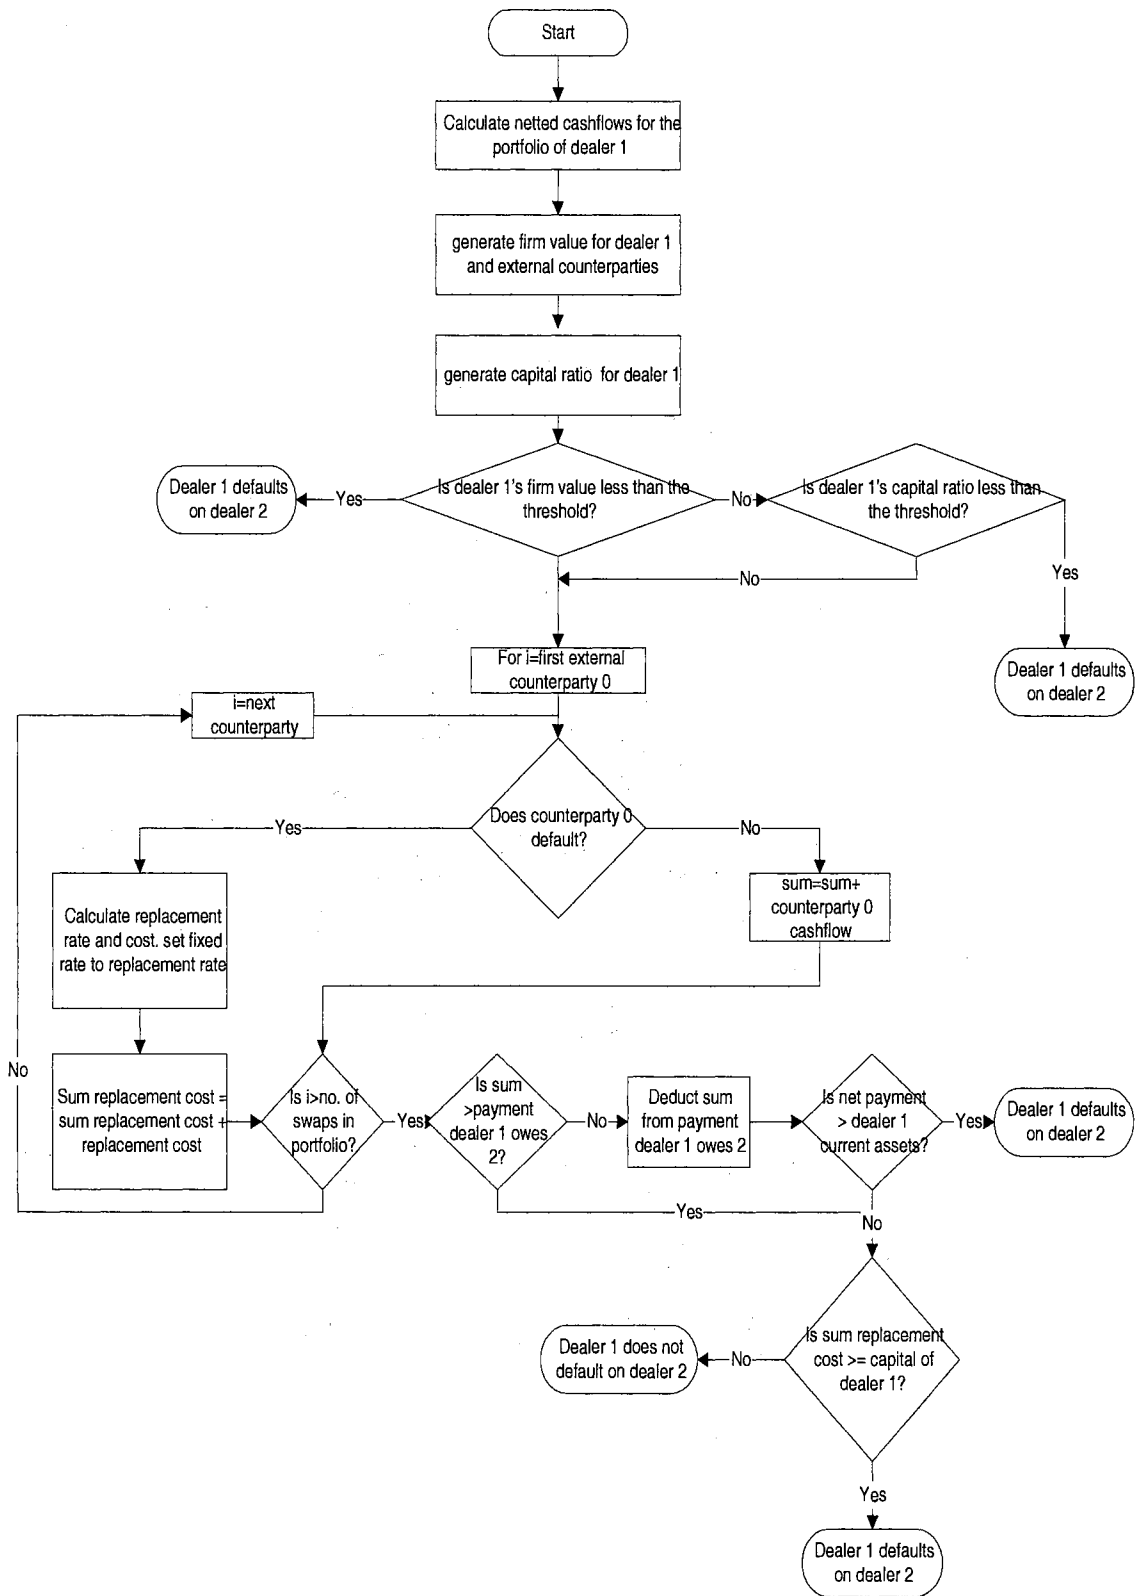 Start
Calculate netted cashflows for the
portfolio of dealer 1
generate firm value for dealer 1
and external counterparties
generate capital ratio for dealer 1
Dealer 1 defaults
on dealer 2
Yes
Is dealer 1's firm value less than the
threshold?
No
Is dealer 1's capital ratio less than
the threshold?
No
Yes
Dealer 1 defaults
on dealer 2
For i=first external
counterparty 0
i=next
counterparty
Does counterparty 0
default?
Yes
No
Calculate replacement
rate and cost. set fixed
rate to replacement rate
sum=sum+
counterparty 0
cashflow
No
Sum replacement cost =
sum replacement cost +
replacement cost
Is i>no. of
swaps in
portfolio?
Yes
Is sum
>payment
dealer 1 owes
2?
No
Deduct sum
from payment
dealer 1 owes 2
Is net payment
> dealer 1
current assets?
Yes
Dealer 1 defaults
on dealer 2
Yes
No
Dealer 1 does not
default on dealer 2
No
Is sum replacement
cost >= capital of
dealer 1?
Yes
Dealer 1 defaults
on dealer 2